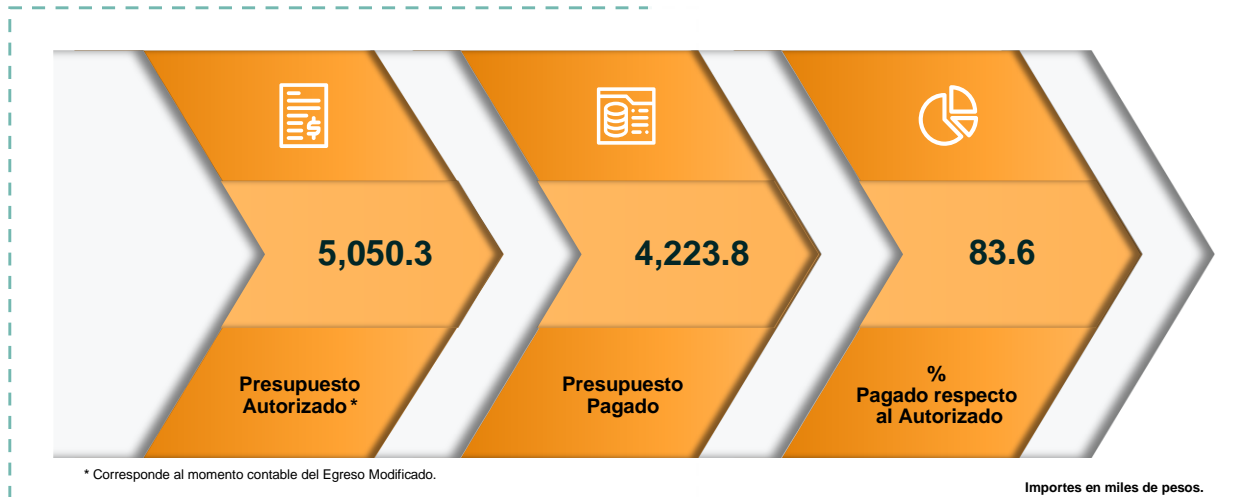 5,050.3
4,223.8
83.6
Presupuesto
Autorizado *
Presupuesto
Pagado
%
Pagado respecto
al Autorizado
* Corresponde al momento contable del Egreso Modificado.
Importes en miles de pesos.